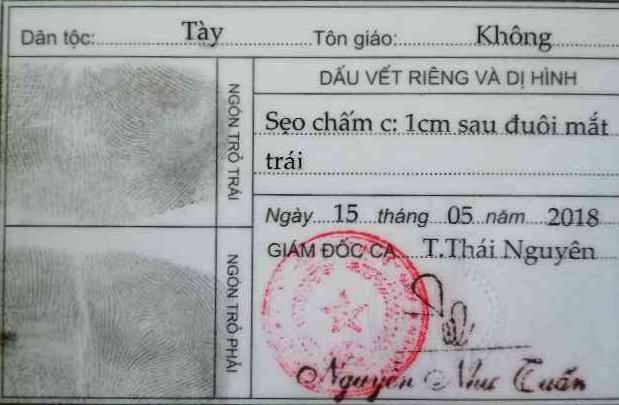 Dân tộc: Tày Tôn giáo: Không
NGÓN TRỎ TRÁI
DẤU VẾT RIÊNG VÀ DỊ HÌNH
Sẹo chấm c: 1cm sau đuôi mắt
trái
Ngày 15 tháng 05 năm 2018
GIÁM ĐỐC CA T.Thái Nguyên
NGÓN TRỎ PHẢI
Nguyễn Như Tuấn